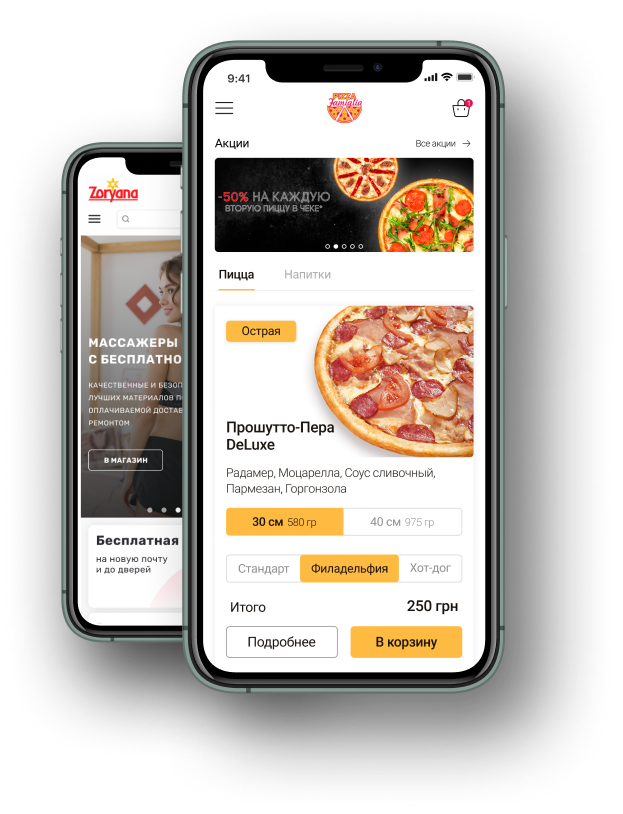 9:41
PIZZA
Famiglia
1
Акции
Все акции →
-50% НА КАЖДУЮ
ВТОРУЮ ПИЦЦУ В ЧЕКЕ*
Пицца
Напитки
Острая
Прошутто-Пера
DeLuxe
Радамер, Моцарелла, Соус сливочный,
Пармезан, Горгонзола
30 см 580 гр
40 см 975 гр
Стандарт
Филадельфия
Хот-дог
Итого
250 грн
Подробнее
В корзину
Zoryana
МАССАЖЕРЫ
С БЕСПЛАТНО
КАЧЕСТВЕННЫЕ И БЕЗОП
ЛУЧШИХ МАТЕРИАЛОВ П
ОПЛАЧИВАЕМОЙ ДОСТАВ
РЕМОНТОМ
В МАГАЗИН
Бесплатная
на новую почту
и до дверей